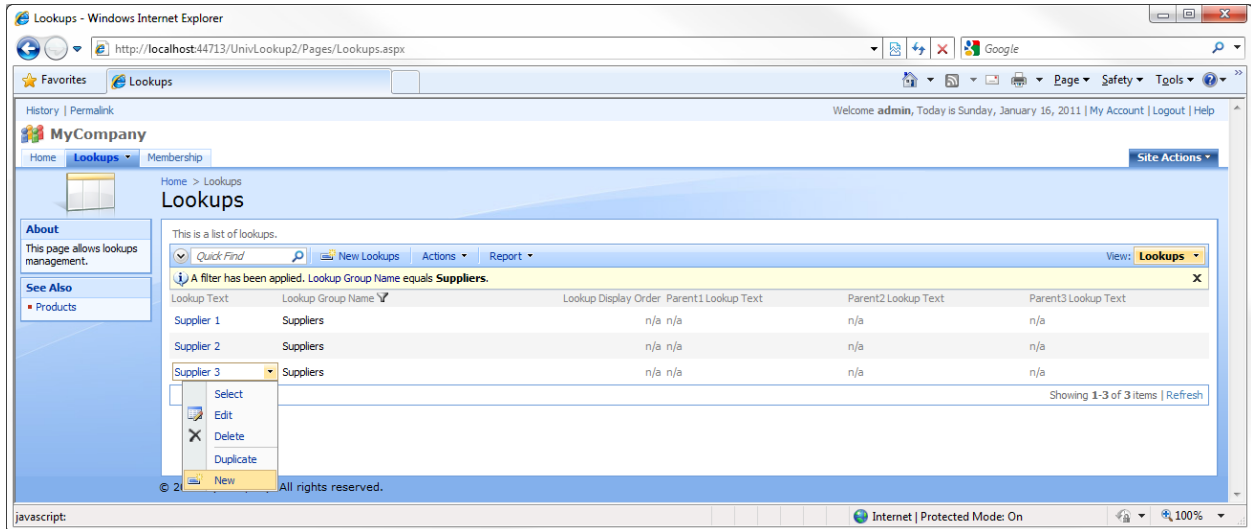 Lookups - Windows Internet Explorer
http://localhost:44713/UnivLookup2/Pages/Lookups.aspx
Google
Favorites
Lookups
Page
Safety
Tools
History | Permalink
Welcome admin, Today is Sunday, January 16, 2011 | My Account | Logout | Help
MyCompany
Home
Lookups
Membership
Site Actions
Home > Lookups
Lookups
About
This page allows lookups
management.
See Also
Products
This is a list of lookups.
Quick Find
New Lookups
Actions
Report
View: Lookups
A filter has been applied. Lookup Group Name equals Suppliers.
Lookup Text Lookup Group Name Lookup Display Order Parent1 Lookup Text Parent2 Lookup Text Parent3 Lookup Text
Supplier 1 Suppliers n/a n/a n/a n/a
Supplier 2 Suppliers n/a n/a n/a n/a
Supplier 3 Suppliers n/a n/a n/a n/a
Showing 1-3 of 3 items | Refresh
Select
Edit
Delete
Duplicate
New
© All rights reserved.
javascript:
Internet | Protected Mode: On
100%